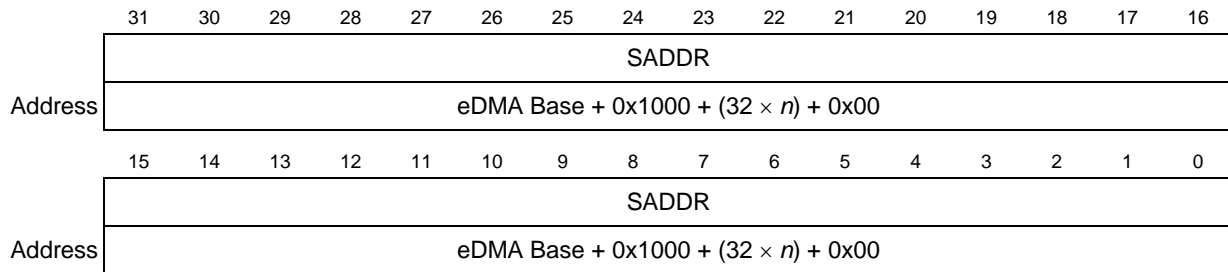 31 30 29 28 27 26 25 24 23 22 21 20 19 18 17 16
SADDR
Address eDMA Base + 0x1000 + (32 × n) + 0x00
15 14 13 12 11 10 9 8 7 6 5 4 3 2 1 0
SADDR
Address eDMA Base + 0x1000 + (32 × n) + 0x00